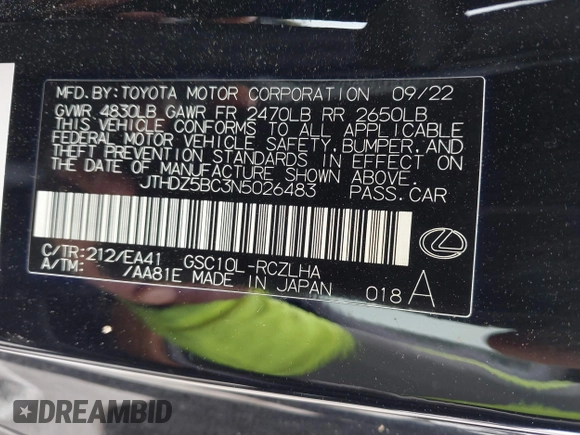 MFD.BY:TOYOTA MOTOR CORPORATION 09/22
GVWR 4830LB GAWR FR 2470LB RR 2650LB
THIS VEHICLE CONFORMS TO ALL APPLICABLE
FEDERAL MOTOR VEHICLE SAFETY,BUMPER,AND
THEFT PREVENTION STANDARDS IN EFFECT ON THE
DATE OF MANUFACTURE SHOWN ABOVE.
JTHDZ5BC3N5026483 PASS.CAR
C/TR:212/EA41 GSC10L-RCZLHA
A/TM: /AA81E MADE IN JAPAN 018 A
DREAMBID